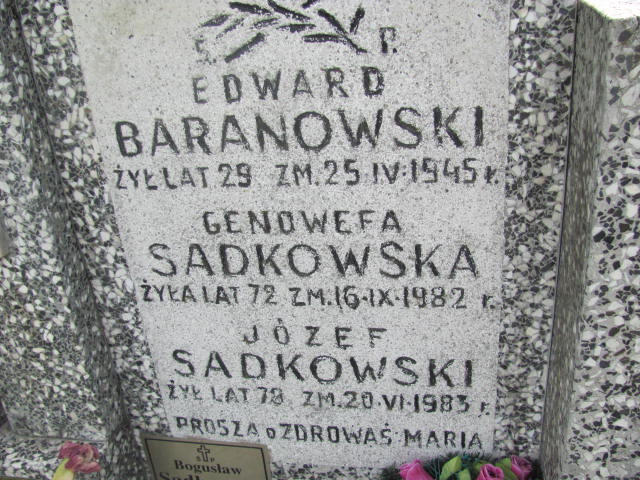 Ś. P.
EDWARD
BARANOWSKI
ŻYŁ LAT 29 ZM. 25·IV·1945 r.
GENOWEFA
SADKOWSKA
ŻYŁA LAT 72 ZM. 16·IX·1982 r.
JÓZEF
SADKOWSKI
ŻYŁ LAT 78 ZM. 20·VI·1983 r.
PROSZĄ o ZDROWAŚ MARIA
Ś P
Bogusław